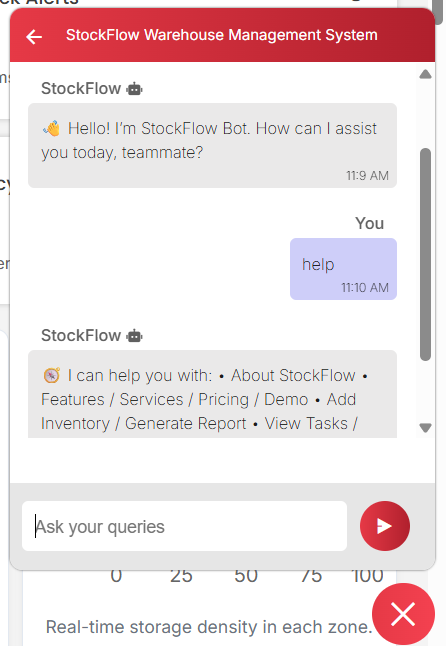 k Alerts
StockFlow Warehouse Management System
StockFlow
👋 Hello! I'm StockFlow Bot. How can I assist
you today, teammate?
11:9 AM
You
help
11:10 AM
StockFlow
🧭 I can help you with: • About StockFlow •
Features / Services / Pricing / Demo • Add
Inventory / Generate Report • View Tasks /
Ask your queries
0 25 50 75 100
Real-time storage density in each zone.